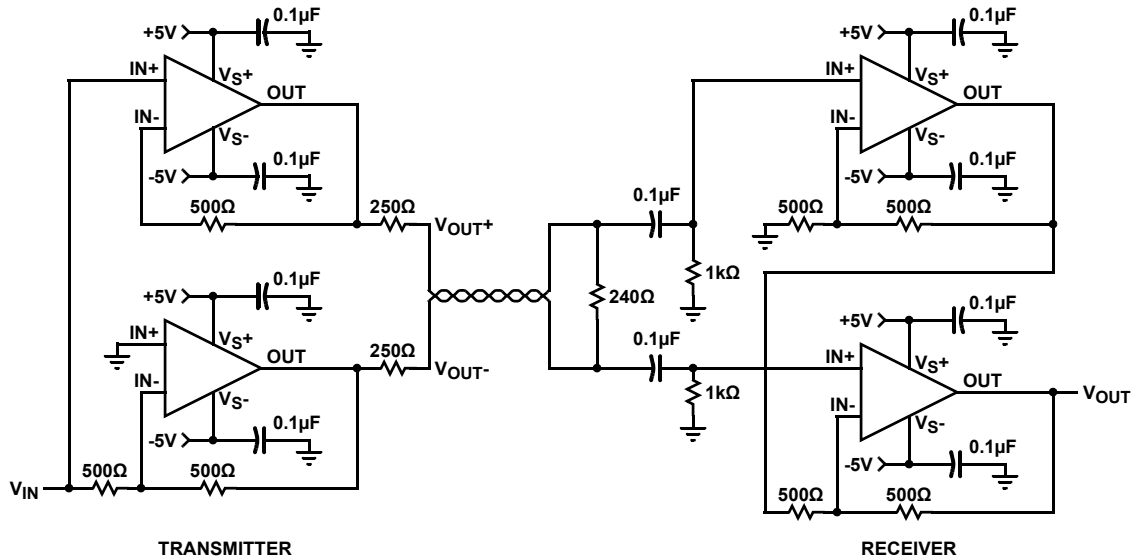 0.1µF
+5V
IN+
VS+
OUT
IN-
VS-
-5V
0.1µF
500Ω
250Ω
VOUT+
0.1µF
+5V
IN+
VS+
OUT
250Ω
VOUT-
IN-
VS-
-5V
0.1µF
500Ω
500Ω
VIN
TRANSMITTER
0.1µF
1kΩ
240Ω
0.1µF
1kΩ
0.1µF
+5V
IN+
VS+
OUT
IN-
VS-
-5V
0.1µF
500Ω
500Ω
0.1µF
+5V
IN+
VS+
OUT
VOUT
IN-
VS-
-5V
0.1µF
500Ω
500Ω
RECEIVER